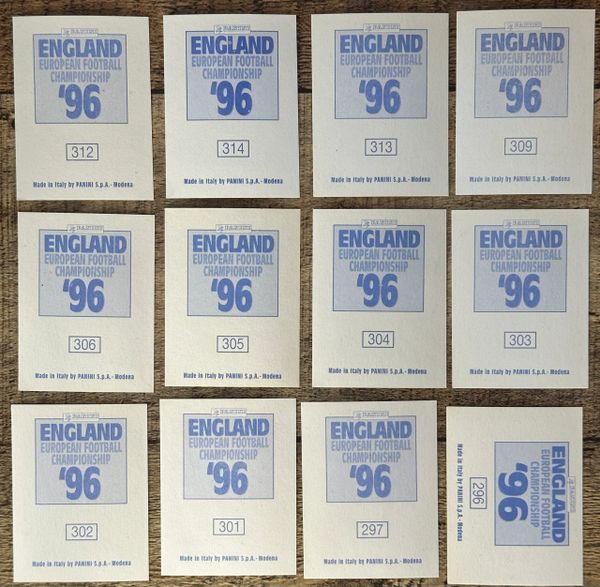 PANINI
ENGLAND
EUROPEAN FOOTBALL
CHAMPIONSHIP
'96
312
Made in Italy by PANINI S.p.A. - Modena
PANINI
ENGLAND
EUROPEAN FOOTBALL
CHAMPIONSHIP
'96
314
Made in Italy by PANINI S.p.A. - Modena
PANINI
ENGLAND
EUROPEAN FOOTBALL
CHAMPIONSHIP
'96
313
Made in Italy by PANINI S.p.A. - Modena
PANINI
ENGLAND
EUROPEAN FOOTBALL
CHAMPIONSHIP
'96
309
Made in Italy by PANINI S.p.A. - Modena
PANINI
ENGLAND
EUROPEAN FOOTBALL
CHAMPIONSHIP
'96
306
Made in Italy by PANINI S.p.A. - Modena
PANINI
ENGLAND
EUROPEAN FOOTBALL
CHAMPIONSHIP
'96
305
Made in Italy by PANINI S.p.A. - Modena
PANINI
ENGLAND
EUROPEAN FOOTBALL
CHAMPIONSHIP
'96
304
Made in Italy by PANINI S.p.A. - Modena
PANINI
ENGLAND
EUROPEAN FOOTBALL
CHAMPIONSHIP
'96
303
Made in Italy by PANINI S.p.A. - Modena
PANINI
ENGLAND
EUROPEAN FOOTBALL
CHAMPIONSHIP
'96
302
Made in Italy by PANINI S.p.A. - Modena
PANINI
ENGLAND
EUROPEAN FOOTBALL
CHAMPIONSHIP
'96
301
Made in Italy by PANINI S.p.A. - Modena
PANINI
ENGLAND
EUROPEAN FOOTBALL
CHAMPIONSHIP
'96
297
Made in Italy by PANINI S.p.A. - Modena
PANINI
ENGLAND
EUROPEAN FOOTBALL
CHAMPIONSHIP
'96
296
Made in Italy by PANINI S.p.A. - Modena